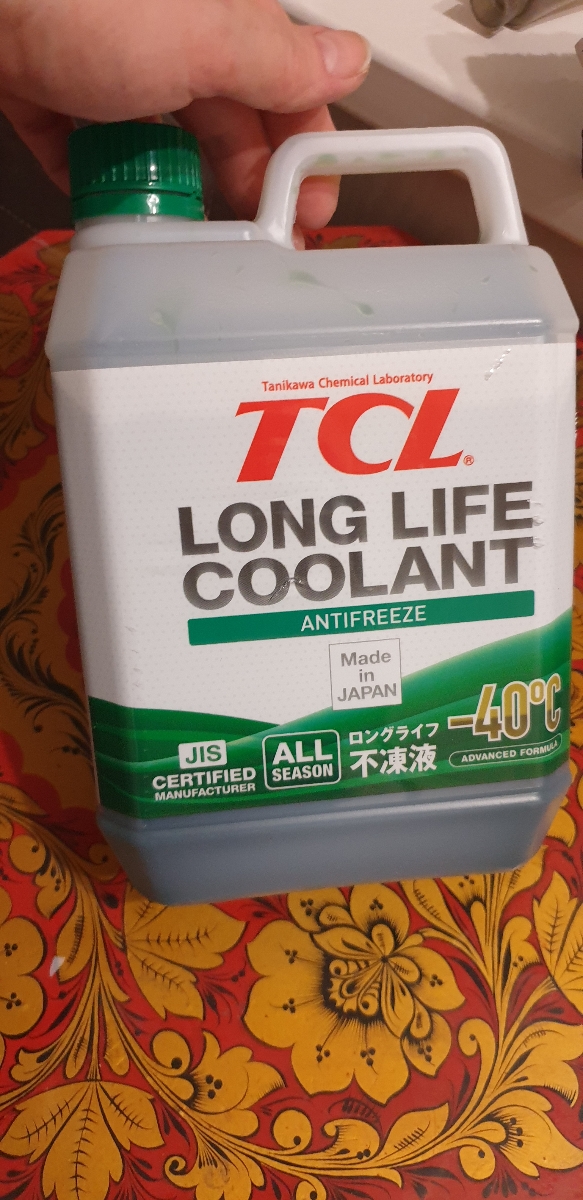 Tanikawa Chemical Laboratory
TCL®
LONG LIFE
COOLANT
ANTIFREEZE
Made
in
JAPAN
JIS
CERTIFIED
MANUFACTURER
ALL
SEASON
ロングライフ
不凍液
-40°C
ADVANCED FORMULA